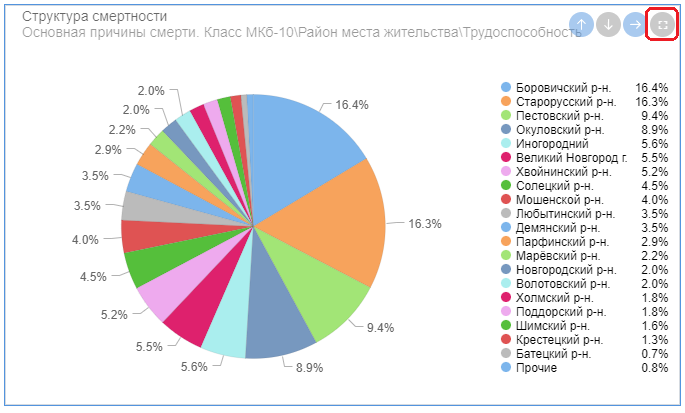 Структура смертности
Основная причины смерти. Класс МКб-10\Район места жительства\Трудоспособность
2.0%
2.0%
2.2%
2.9%
3.5%
3.5%
4.0%
4.5%
5.2%
5.5%
5.6%
8.9%
9.4%
16.3%
16.4%
Боровичский р-н. 16.4%
Старорусский р-н. 16.3%
Пестовский р-н. 9.4%
Окуловский р-н. 8.9%
Иногородний 5.6%
Великий Новгород г. 5.5%
Хвойнинский р-н. 5.2%
Солецкий р-н. 4.5%
Мошенской р-н. 4.0%
Любытинский р-н. 3.5%
Демянский р-н. 3.5%
Парфинский р-н. 2.9%
Марёвский р-н. 2.2%
Новгородский р-н. 2.0%
Волотовский р-н. 2.0%
Холмский р-н. 1.8%
Поддорский р-н. 1.8%
Шимский р-н. 1.6%
Крестецкий р-н. 1.3%
Батецкий р-н. 0.7%
Прочие 0.8%